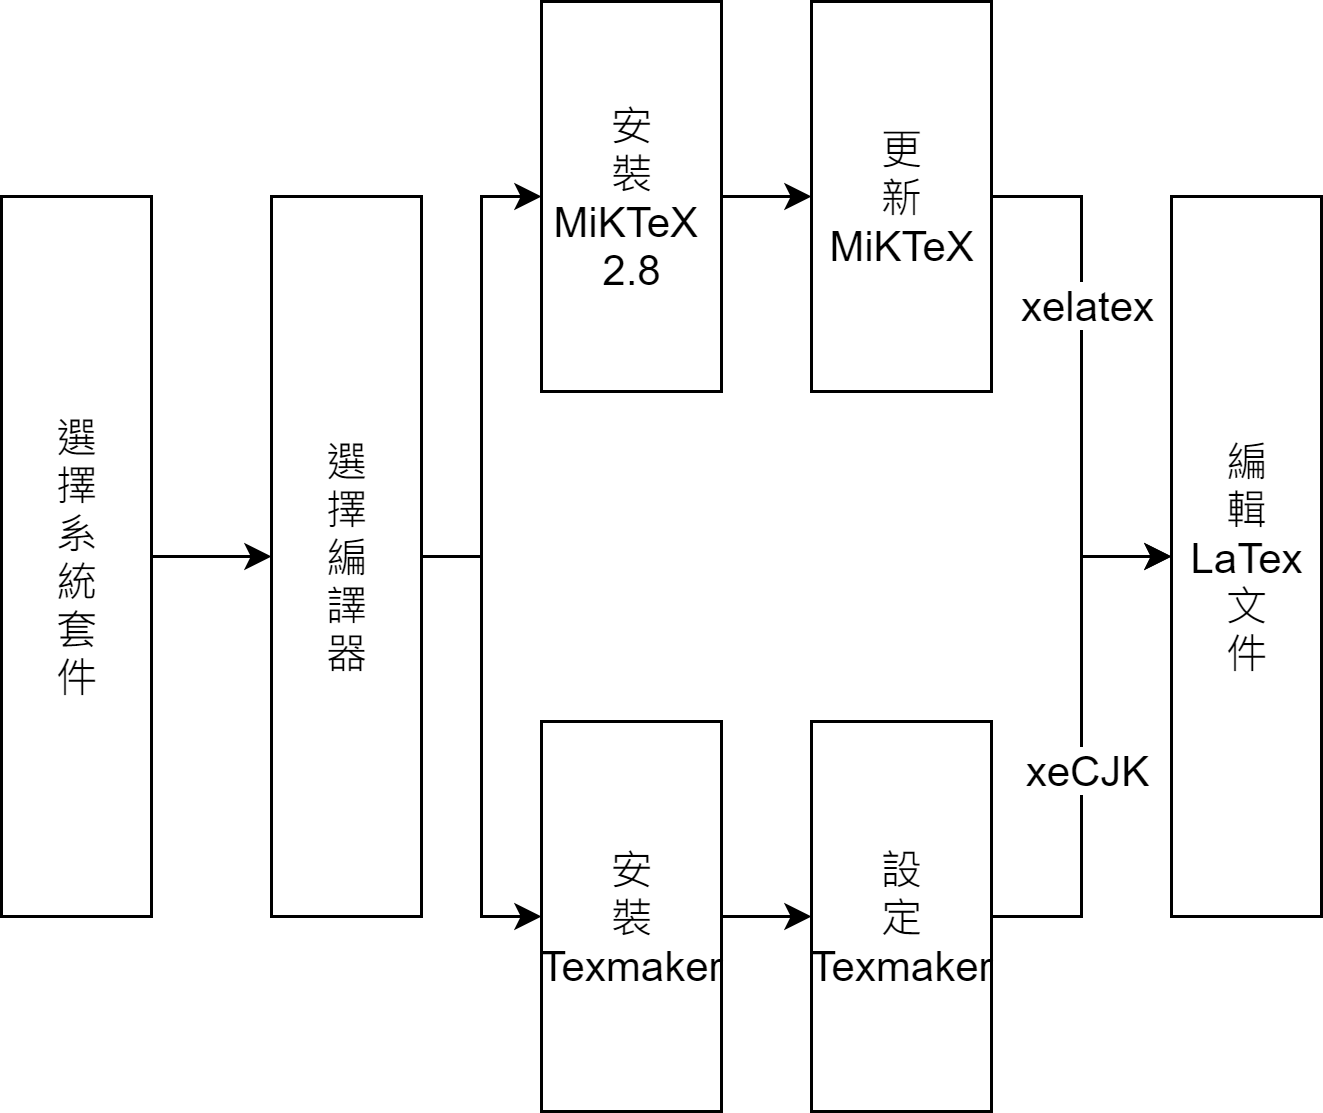 選
擇
系
統
套
件
選
擇
編
譯
器
安
裝
MiKTeX
2.8
更
新
MiKTeX
xelatex
安
裝
Texmaker
設
定
Texmaker
xeCJK
編
輯
LaTex
文
件